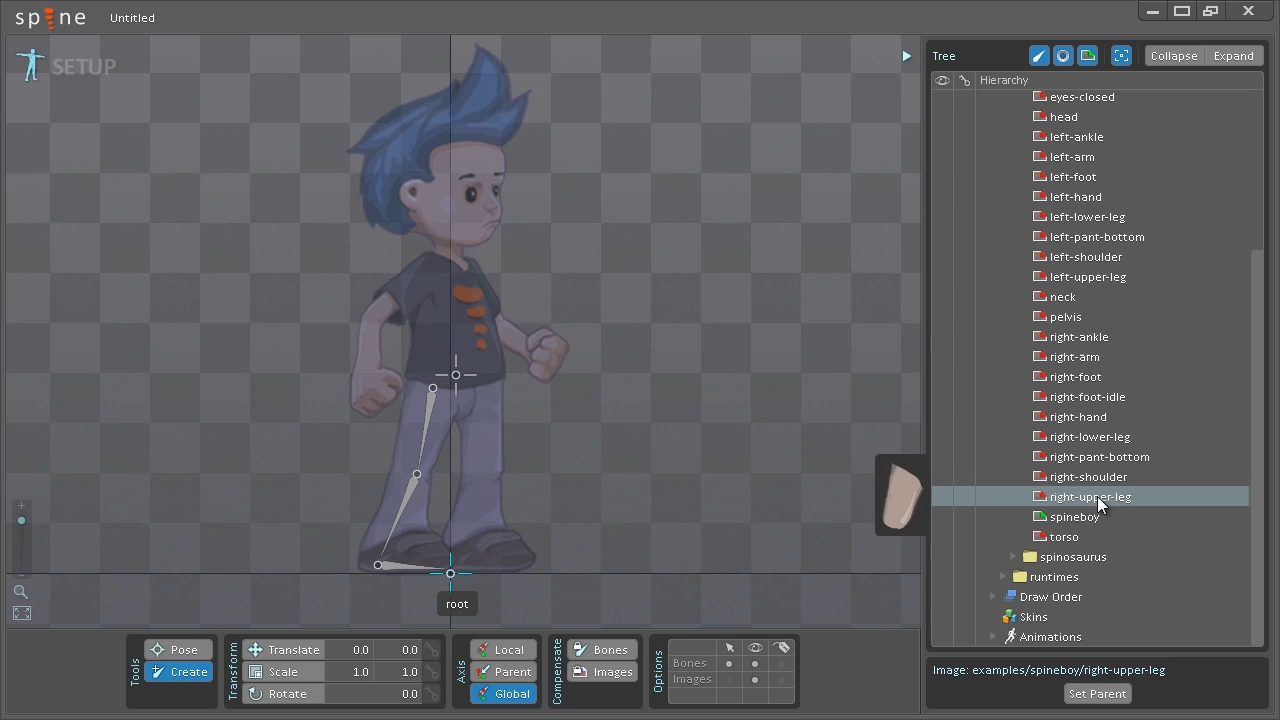 spine Untitled
SETUP
root
Tree Collapse Expand
Hierarchy
eyes-closed
head
left-ankle
left-arm
left-foot
left-hand
left-lower-leg
left-pant-bottom
left-shoulder
left-upper-leg
neck
pelvis
right-ankle
right-arm
right-foot
right-foot-idle
right-hand
right-lower-leg
right-pant-bottom
right-shoulder
right-upper-leg
spineboy
torso
spinosaurus
runtimes
Draw Order
Skins
Animations
Image: examples/spineboy/right-upper-leg
Set Parent
Tools
Pose
Create
Transform
Translate 0.0 0.0
Scale 1.0 1.0
Rotate 0.0
Axis
Local
Parent
Global
Compensate
Bones
Images
Options
Bones
Images